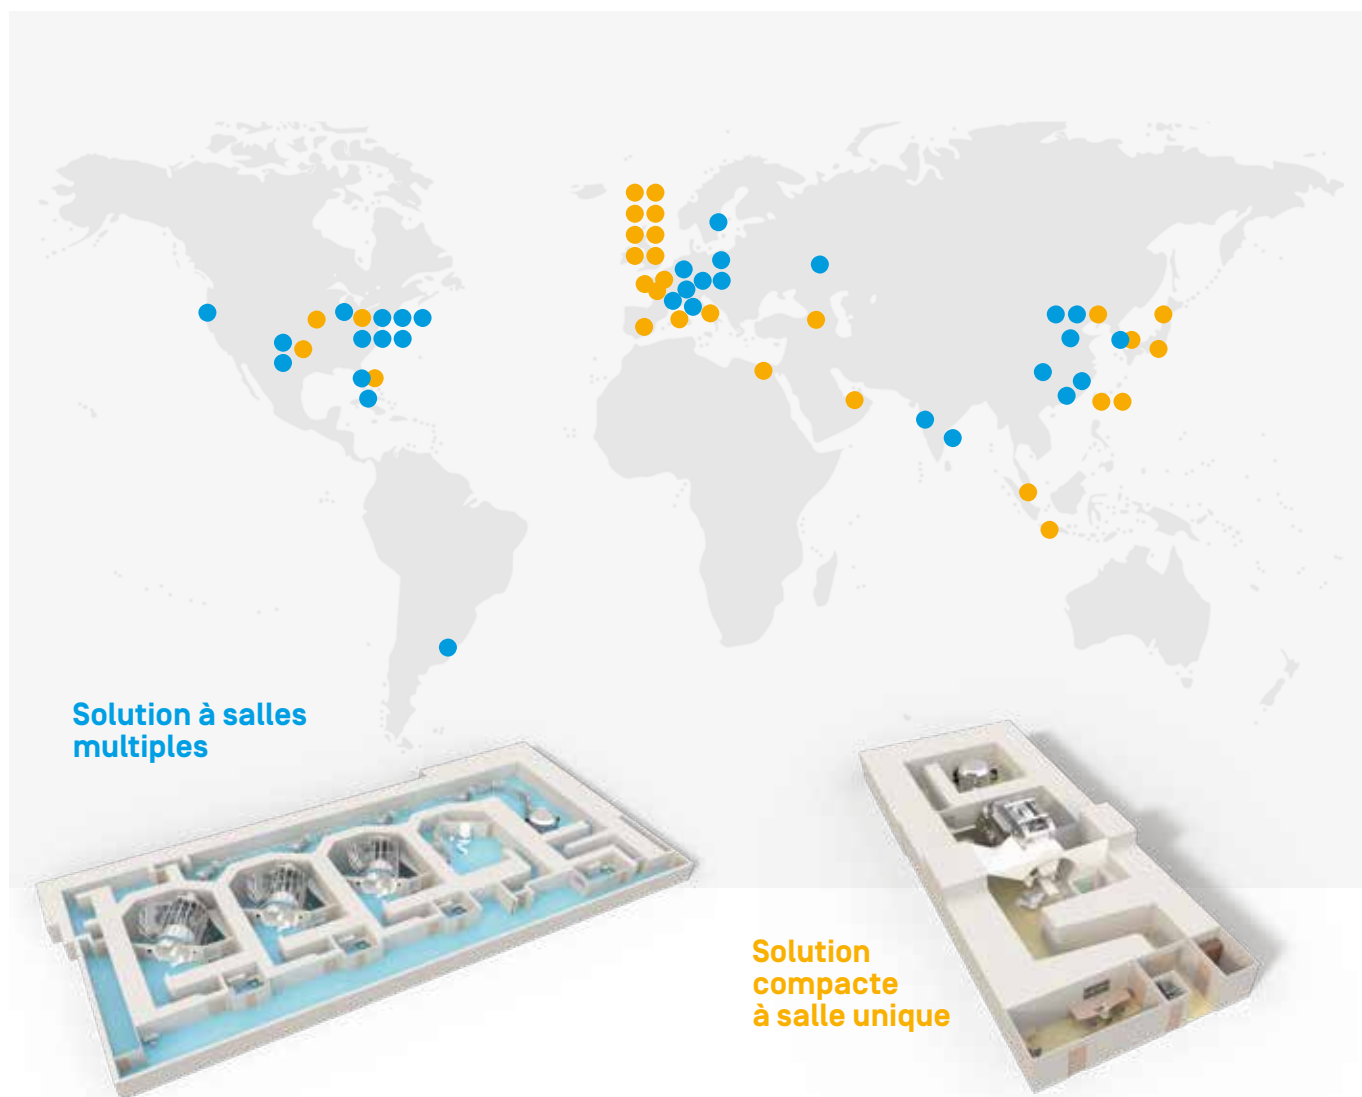 Solution à salles
multiples
Solution
compacte
à salle unique